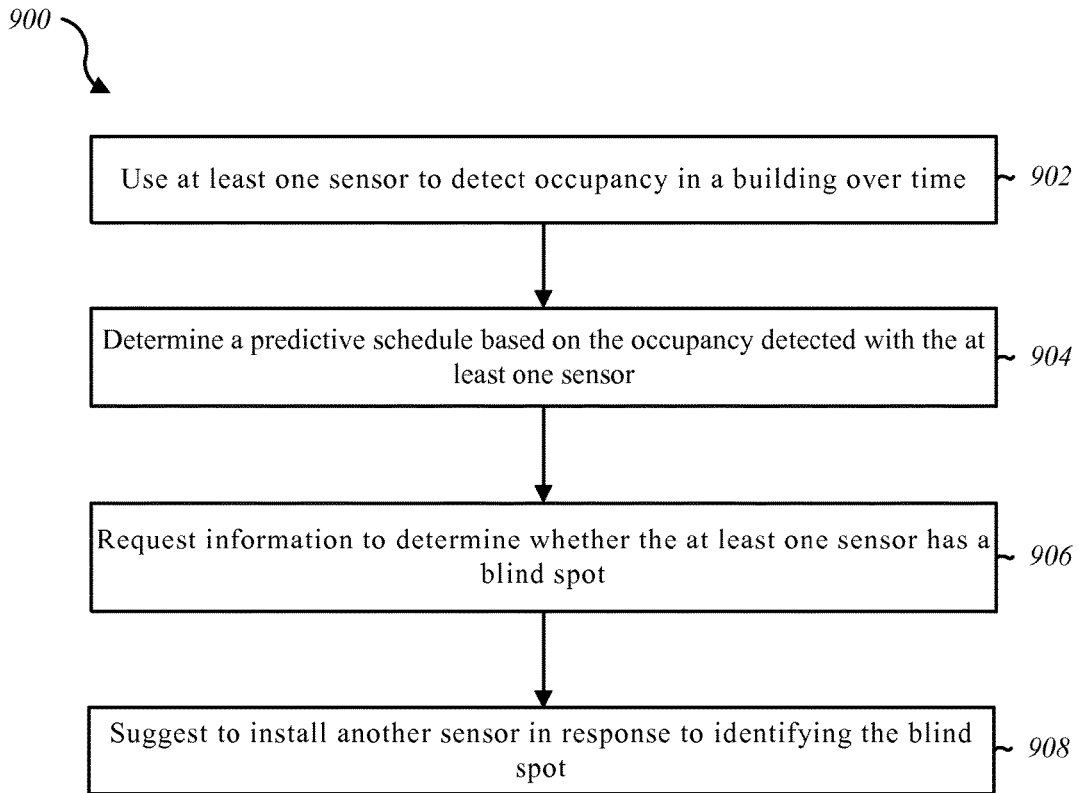 900
Use at least one sensor to detect occupancy in a building over time
902
Determine a predictive schedule based on the occupancy detected with the at
least one sensor
904
Request information to determine whether the at least one sensor has a
blind spot
906
Suggest to install another sensor in response to identifying the blind
spot
908